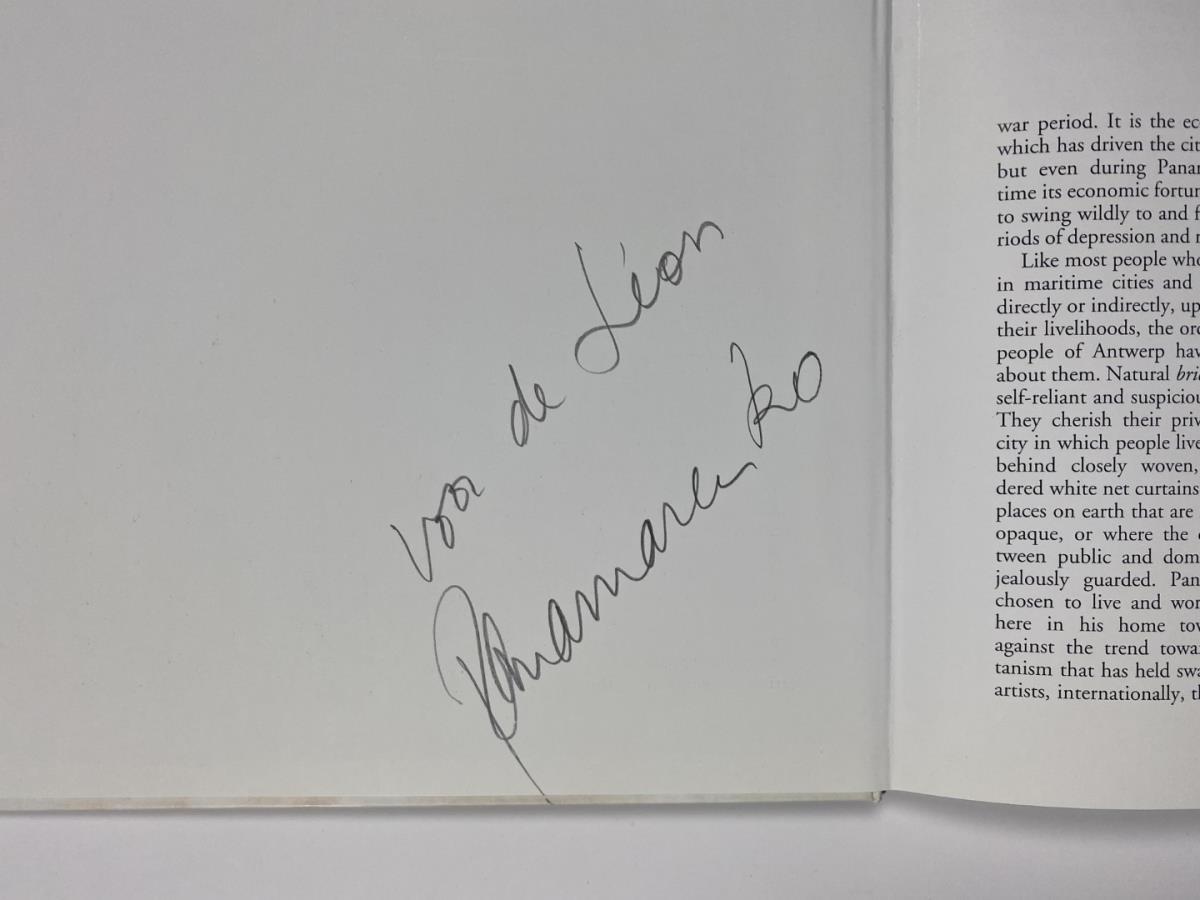 voor de Léon
Panamarenko
war period. It is the ec
which has driven the cit
but even during Panar
time its economic fortur
to swing wildly to and f
riods of depression and r
Like most people who
in maritime cities and
directly or indirectly, up
their livelihoods, the ord
people of Antwerp hav
about them. Natural bric
self-reliant and suspiciou
They cherish their priv
city in which people live
behind closely woven,
dered white net curtains
places on earth that are
opaque, or where the
tween public and dom
jealously guarded. Pan
chosen to live and wor
here in his home tow
against the trend towa
tanism that has held swa
artists, internationally, th